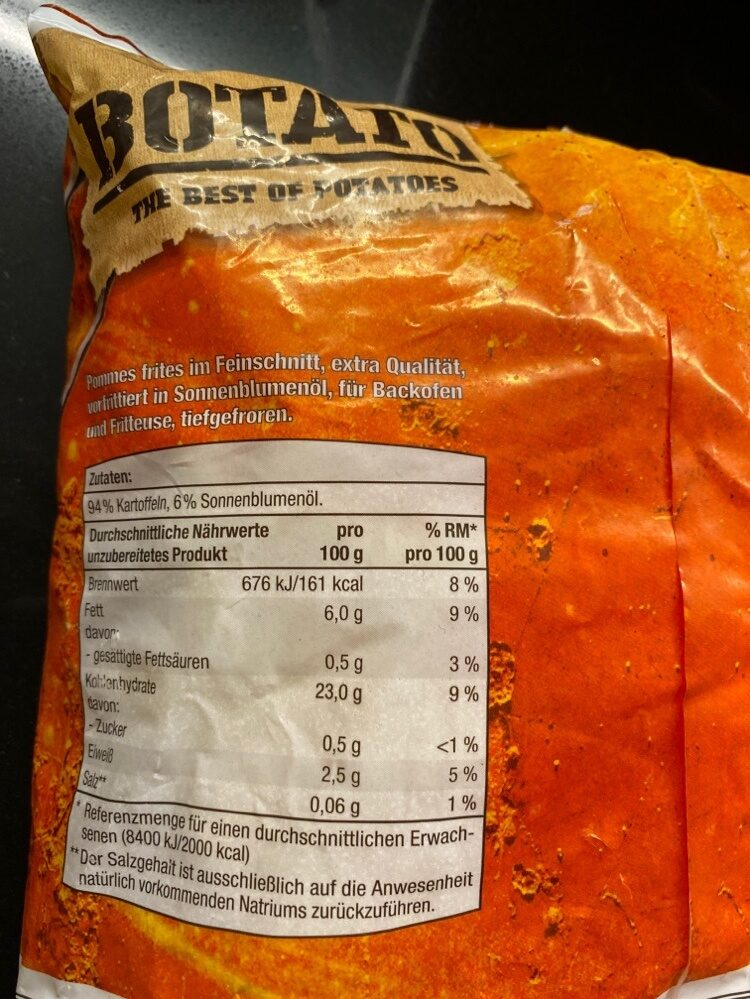 BOTATO
THE BEST OF POTATOES
Pommes frites im Feinschnitt, extra Qualität,
vorfrittiert in Sonnenblumenöl, für Backofen
und Fritteuse, tiefgefroren.
Zutaten:
94% Kartoffeln, 6% Sonnenblumenöl.
Durchschnittliche Nährwerte pro % RM*
unzubereitetes Produkt 100 g pro 100 g
Brennwert 676 kJ/161 kcal 8 %
Fett 6,0 g 9 %
davon:
- gesättigte Fettsäuren 0,5 g 3 %
Kohlenhydrate 23,0 g 9 %
davon:
- Zucker 0,5 g <1 %
Eiweiß 2,5 g 5 %
Salz** 0,06 g 1 %
* Referenzmenge für einen durchschnittlichen Erwach-
senen (8400 kJ/2000 kcal)
**Der Salzgehalt ist ausschließlich auf die Anwesenheit
natürlich vorkommenden Natriums zurückzuführen.